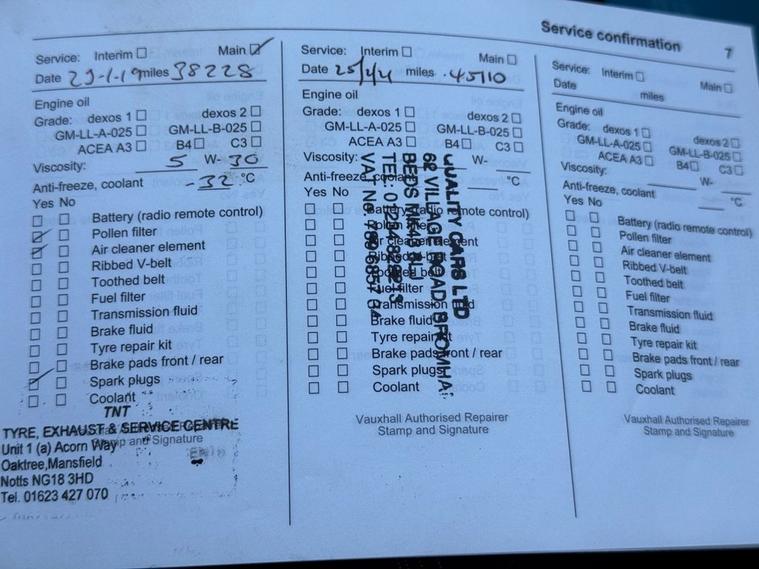 Service confirmation 7
Service: Interim ☐ Main ☑
Date 29-1-19 miles 38228
Engine oil
Grade: dexos 1 ☐ dexos 2 ☐
GM-LL-A-025 ☐ GM-LL-B-025 ☐
ACEA A3 ☐ B4 ☐ C3 ☐
Viscosity: 5 W- 30
Anti-freeze, coolant -32 °C
Yes No
☐ ☐ Battery (radio remote control)
☑ ☐ Pollen filter
☑ ☐ Air cleaner element
☐ ☐ Ribbed V-belt
☐ ☐ Toothed belt
☐ ☐ Fuel filter
☐ ☐ Transmission fluid
☐ ☐ Brake fluid
☐ ☐ Tyre repair kit
☐ ☐ Brake pads front / rear
☑ ☐ Spark plugs
☐ ☐ Coolant
Stamp and Signature
TNT
TYRE, EXHAUST & SERVICE CENTRE
Unit 1 (a) Acorn Way
Oaktree, Mansfield
Notts NG18 3HD
Tel. 01623 427 070
Service: Interim ☐ Main ☐
Date miles 45110
Engine oil
Grade: dexos 1 ☐ dexos 2 ☐
GM-LL-A-025 ☐ GM-LL-B-025 ☐
ACEA A3 ☐ B4 ☐ C3 ☐
Viscosity: W-
Anti-freeze, coolant °C
Yes No
☐ ☐ Battery (radio remote control)
☐ ☐ Pollen filter
☐ ☐ Air cleaner element
☐ ☐ Ribbed V-belt
☐ ☐ Toothed belt
☐ ☐ Fuel filter
☐ ☐ Transmission fluid
☐ ☐ Brake fluid
☐ ☐ Tyre repair kit
☐ ☐ Brake pads front / rear
☐ ☐ Spark plugs
☐ ☐ Coolant
Vauxhall Authorised Repairer
Stamp and Signature
QUALITY CARS LTD
ROAD, BROMHA
BEDS
TEL:
VAT No
Service: Interim ☐ Main ☐
Date miles
Engine oil
Grade: dexos 1 ☐ dexos 2 ☐
GM-LL-A-025 ☐ GM-LL-B-025 ☐
ACEA A3 ☐ B4 ☐ C3 ☐
Viscosity: W-
Anti-freeze, coolant °C
Yes No
☐ ☐ Battery (radio remote control)
☐ ☐ Pollen filter
☐ ☐ Air cleaner element
☐ ☐ Ribbed V-belt
☐ ☐ Toothed belt
☐ ☐ Fuel filter
☐ ☐ Transmission fluid
☐ ☐ Brake fluid
☐ ☐ Tyre repair kit
☐ ☐ Brake pads front / rear
☐ ☐ Spark plugs
☐ ☐ Coolant
Vauxhall Authorised Repairer
Stamp and Signature